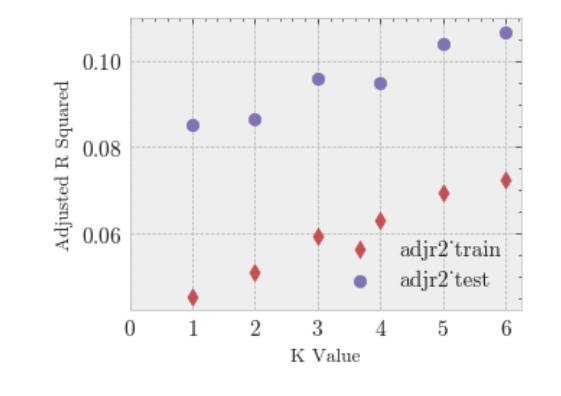 0.10
0.08
0.06
Adjusted R Squared
adjr2˙train
adjr2˙test
0 1 2 3 4 5 6
K Value